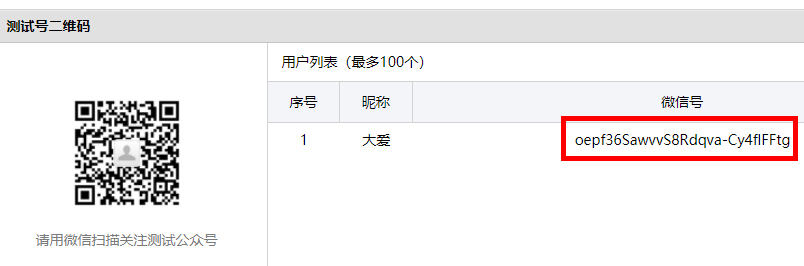 测试号二维码
用户列表（最多100个）
序号 昵称 微信号
1 大爱 oepf36SawvvS8Rdqva-Cy4flFFtg
请用微信扫描关注测试公众号